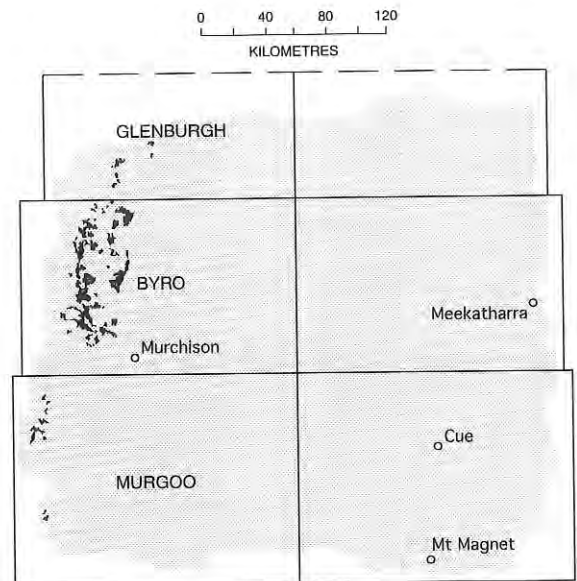 0 40 80 120
KILOMETRES
GLENBURGH
BYRO
Meekatharra
Murchison
Cue
MURGOO
Mt Magnet